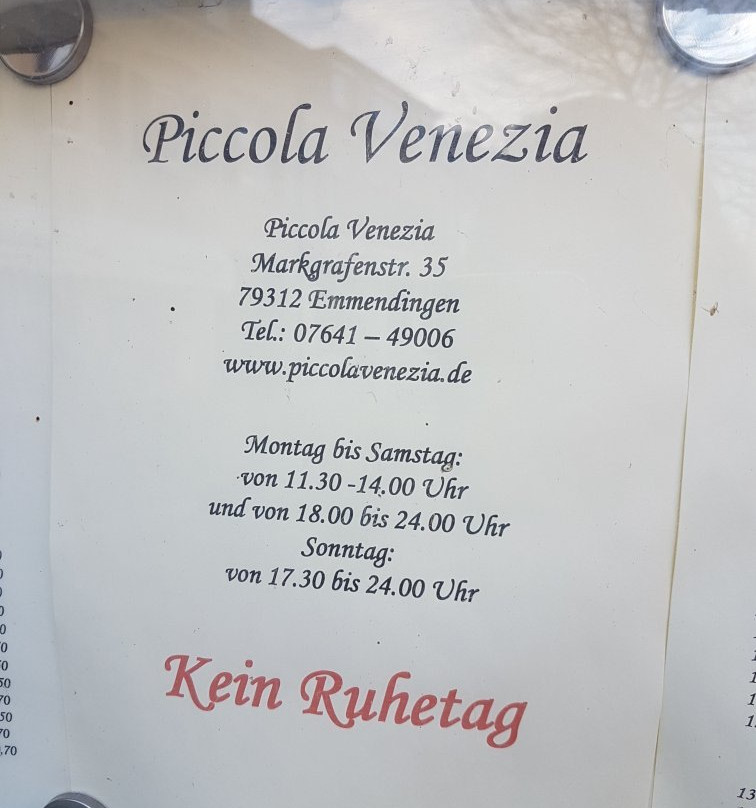 Piccola Venezia
Piccola Venezia
Markgrafenstr. 35
79312 Emmendingen
Tel.: 07641 – 49006
www.piccolavenezia.de
Montag bis Samstag:
von 11.30 -14.00 Uhr
und von 18.00 bis 24.00 Uhr
Sonntag:
von 17.30 bis 24.00 Uhr
Kein Ruhetag